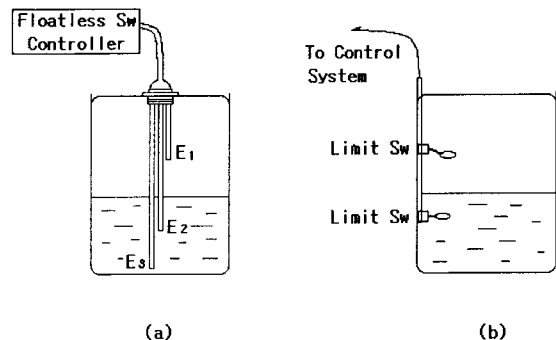 Floatless Sw
Controller
E1
E2
E3
(a)
To Control
System
Limit Sw
Limit Sw
(b)